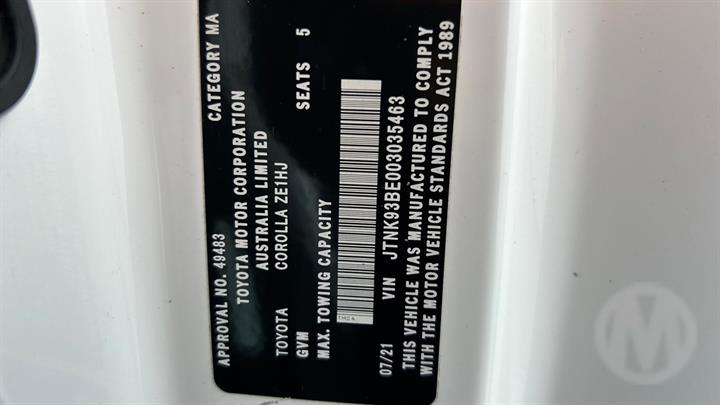 APPROVAL NO. 49483 CATEGORY MA
TOYOTA MOTOR CORPORATION
AUSTRALIA LIMITED
TOYOTA COROLLA ZE1HJ
GVM SEATS 5
MAX. TOWING CAPACITY
TMCA
07/21 VIN JTNK93BE003035463
THIS VEHICLE WAS MANUFACTURED TO COMPLY
WITH THE MOTOR VEHICLE STANDARDS ACT 1989
M